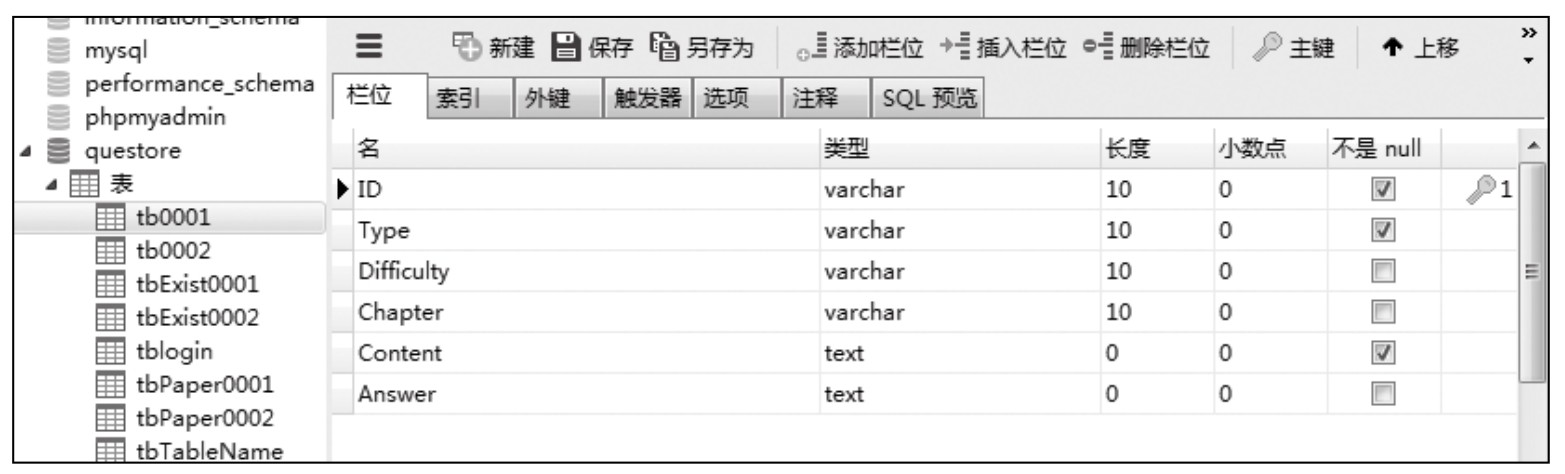 information_schema
mysql
performance_schema
phpmyadmin
questore
表
tb0001
tb0002
tbExist0001
tbExist0002
tblogin
tbPaper0001
tbPaper0002
tbTableName
新建 保存 另存为 添加栏位 插入栏位 删除栏位 主键 上移 »
栏位 索引 外键 触发器 选项 注释 SQL 预览
名 类型 长度 小数点 不是 null
ID varchar 10 0 1
Type varchar 10 0
Difficulty varchar 10 0
Chapter varchar 10 0
Content text 0 0
Answer text 0 0